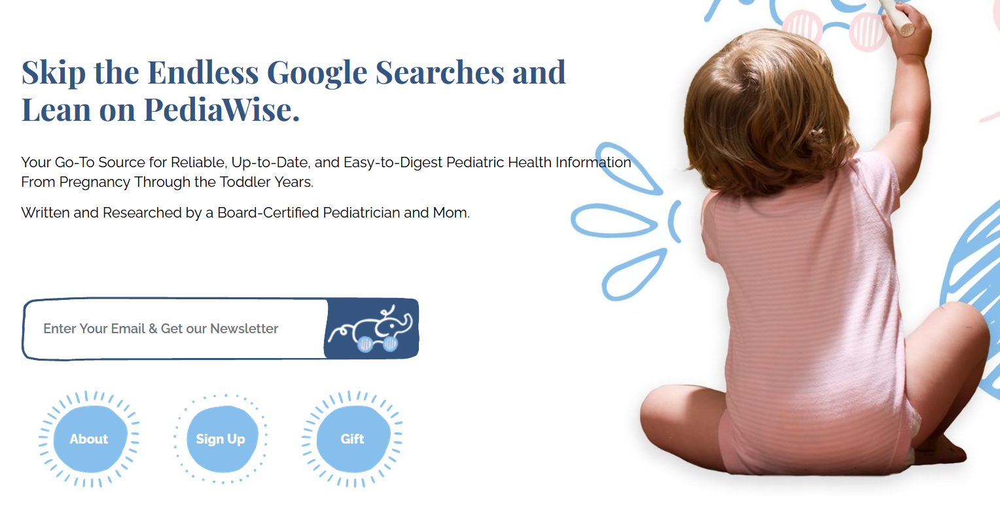 Skip the Endless Google Searches and
Lean on PediaWise.
Your Go-To Source for Reliable, Up-to-Date, and Easy-to-Digest Pediatric Health Information
From Pregnancy Through the Toddler Years.
Written and Researched by a Board-Certified Pediatrician and Mom.
Enter Your Email & Get our Newsletter
About
Sign Up
Gift